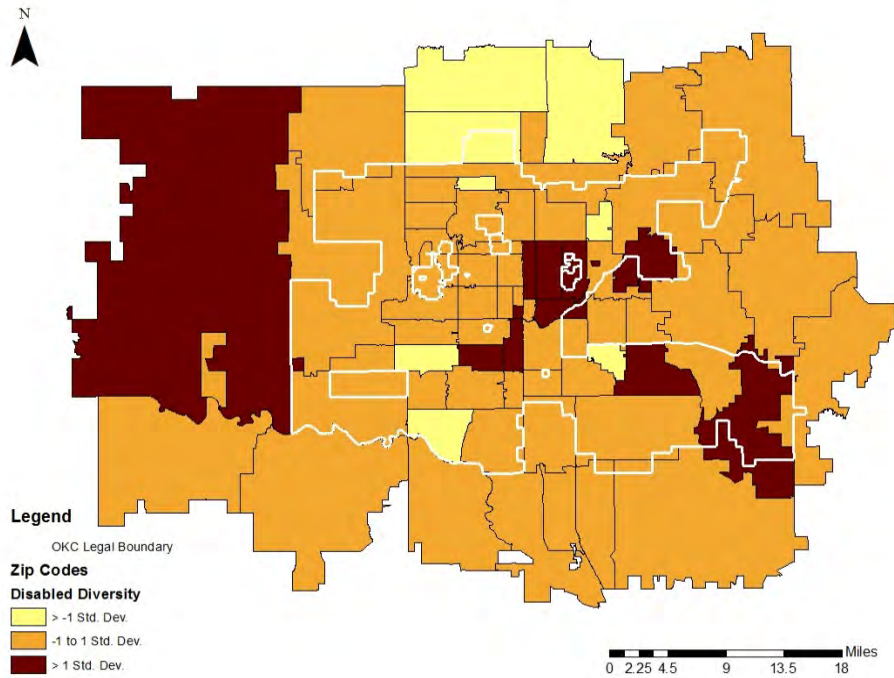 N
Legend
OKC Legal Boundary
Zip Codes
Disabled Diversity
> -1 Std. Dev.
-1 to 1 Std. Dev.
> 1 Std. Dev.
Miles
0 2.25 4.5 9 13.5 18